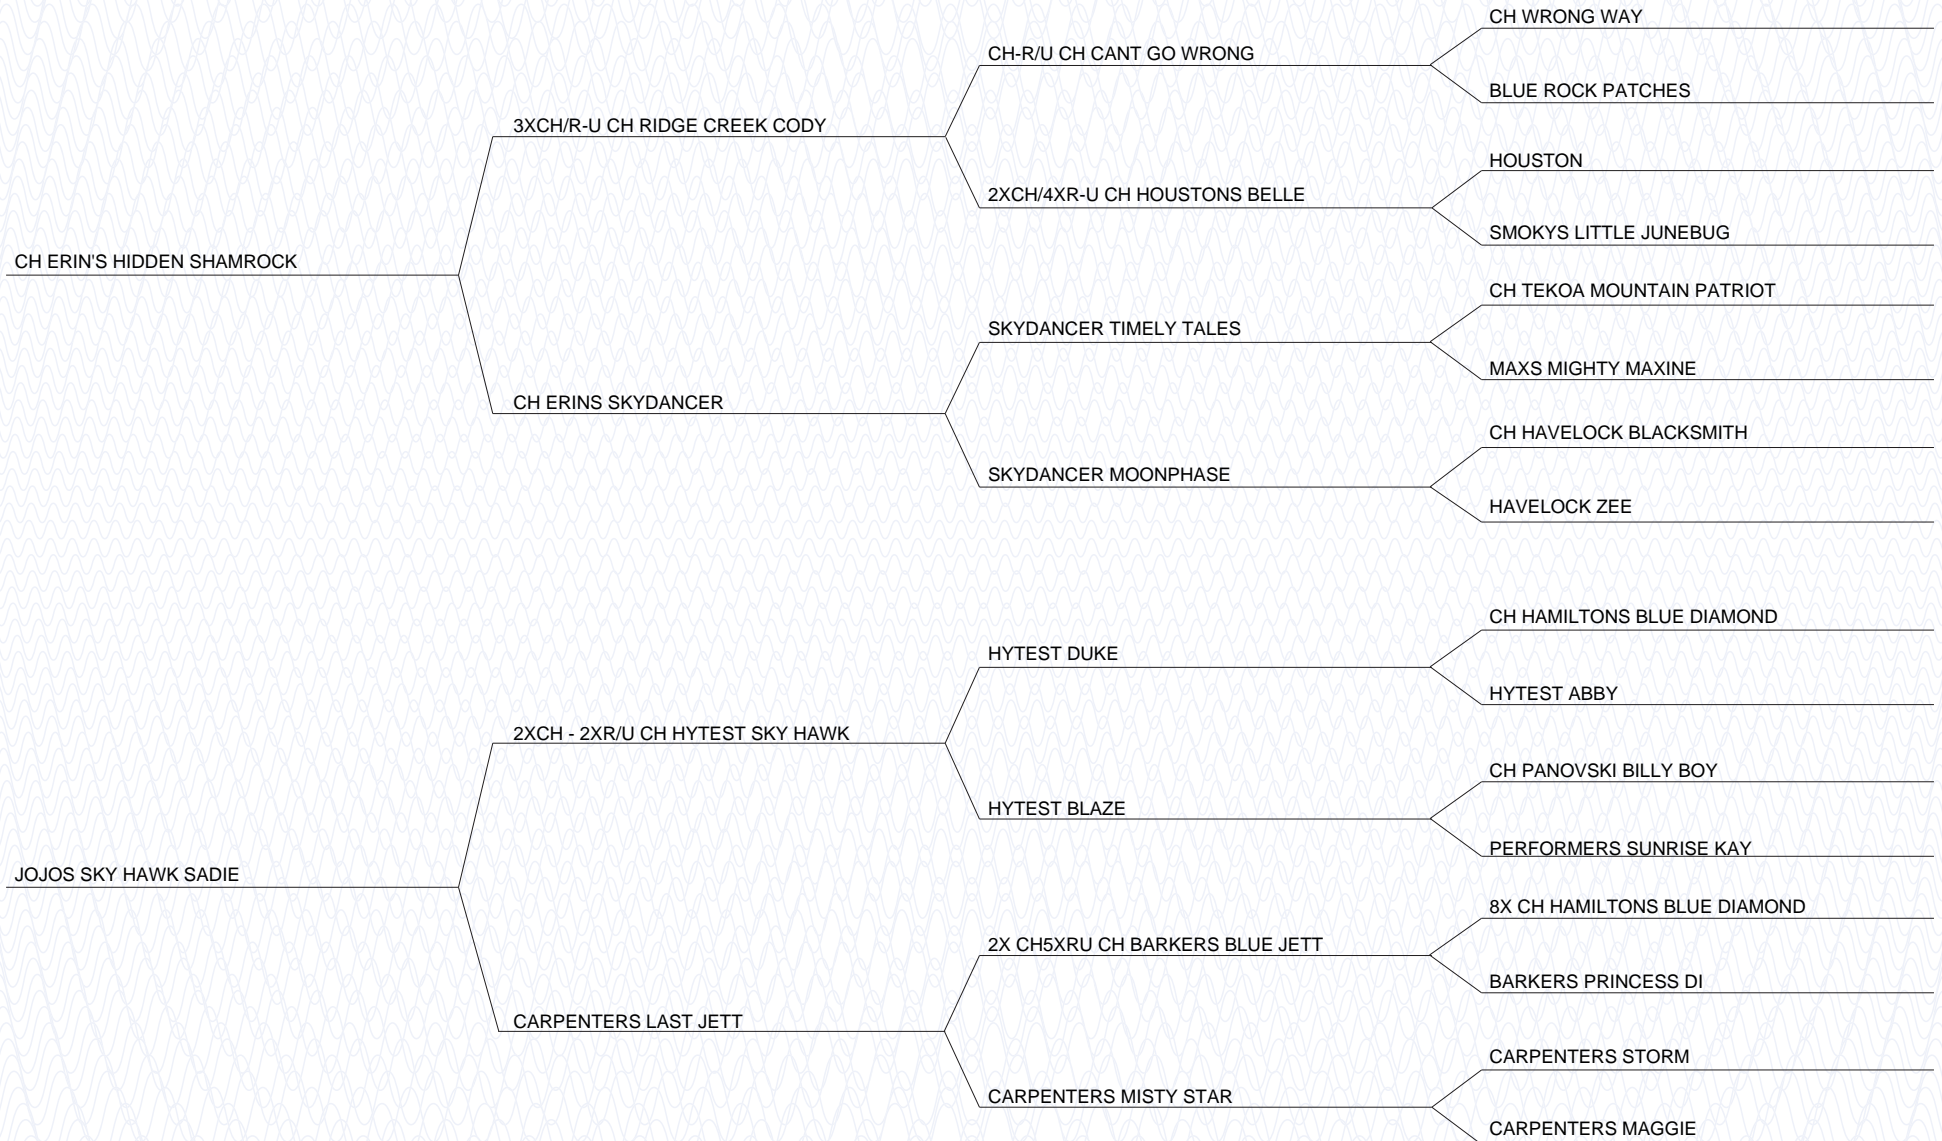 CH WRONG WAY
CH-R/U CH CANT GO WRONG
BLUE ROCK PATCHES
3XCH/R-U CH RIDGE CREEK CODY
HOUSTON
2XCH/4XR-U CH HOUSTONS BELLE
SMOKYS LITTLE JUNEBUG
CH ERIN'S HIDDEN SHAMROCK
CH TEKOA MOUNTAIN PATRIOT
SKYDANCER TIMELY TALES
MAXS MIGHTY MAXINE
CH ERINS SKYDANCER
CH HAVELOCK BLACKSMITH
SKYDANCER MOONPHASE
HAVELOCK ZEE
CH HAMILTONS BLUE DIAMOND
HYTEST DUKE
HYTEST ABBY
2XCH - 2XR/U CH HYTEST SKY HAWK
CH PANOVSKI BILLY BOY
HYTEST BLAZE
PERFORMERS SUNRISE KAY
JOJOS SKY HAWK SADIE
8X CH HAMILTONS BLUE DIAMOND
2X CH5XRU CH BARKERS BLUE JETT
BARKERS PRINCESS DI
CARPENTERS LAST JETT
CARPENTERS STORM
CARPENTERS MISTY STAR
CARPENTERS MAGGIE